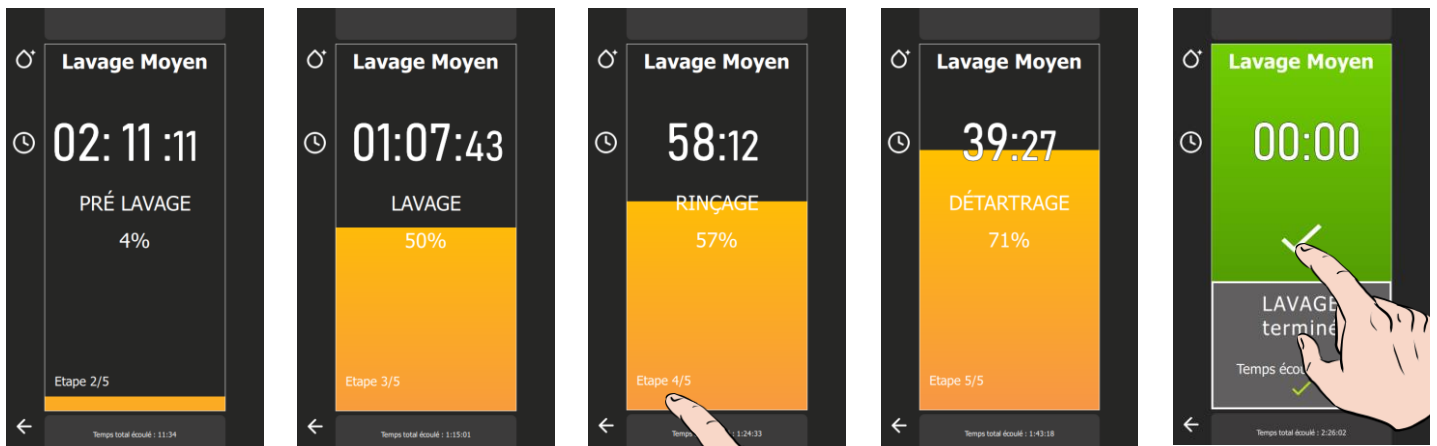 Lavage Moyen
02:11:11
PRÉ LAVAGE
4%
Etape 2/5
Temps total écoulé : 11:34
Lavage Moyen
01:07:43
LAVAGE
50%
Etape 3/5
Temps total écoulé : 1:15:01
Lavage Moyen
58:12
RINÇAGE
57%
Etape 4/5
Temps : 1:24:33
Lavage Moyen
39:27
DÉTARTRAGE
71%
Etape 5/5
Temps total écoulé : 1:43:18
Lavage Moyen
00:00
LAVAGE
terminé
Temps
Temps total écoulé : 2:26:02